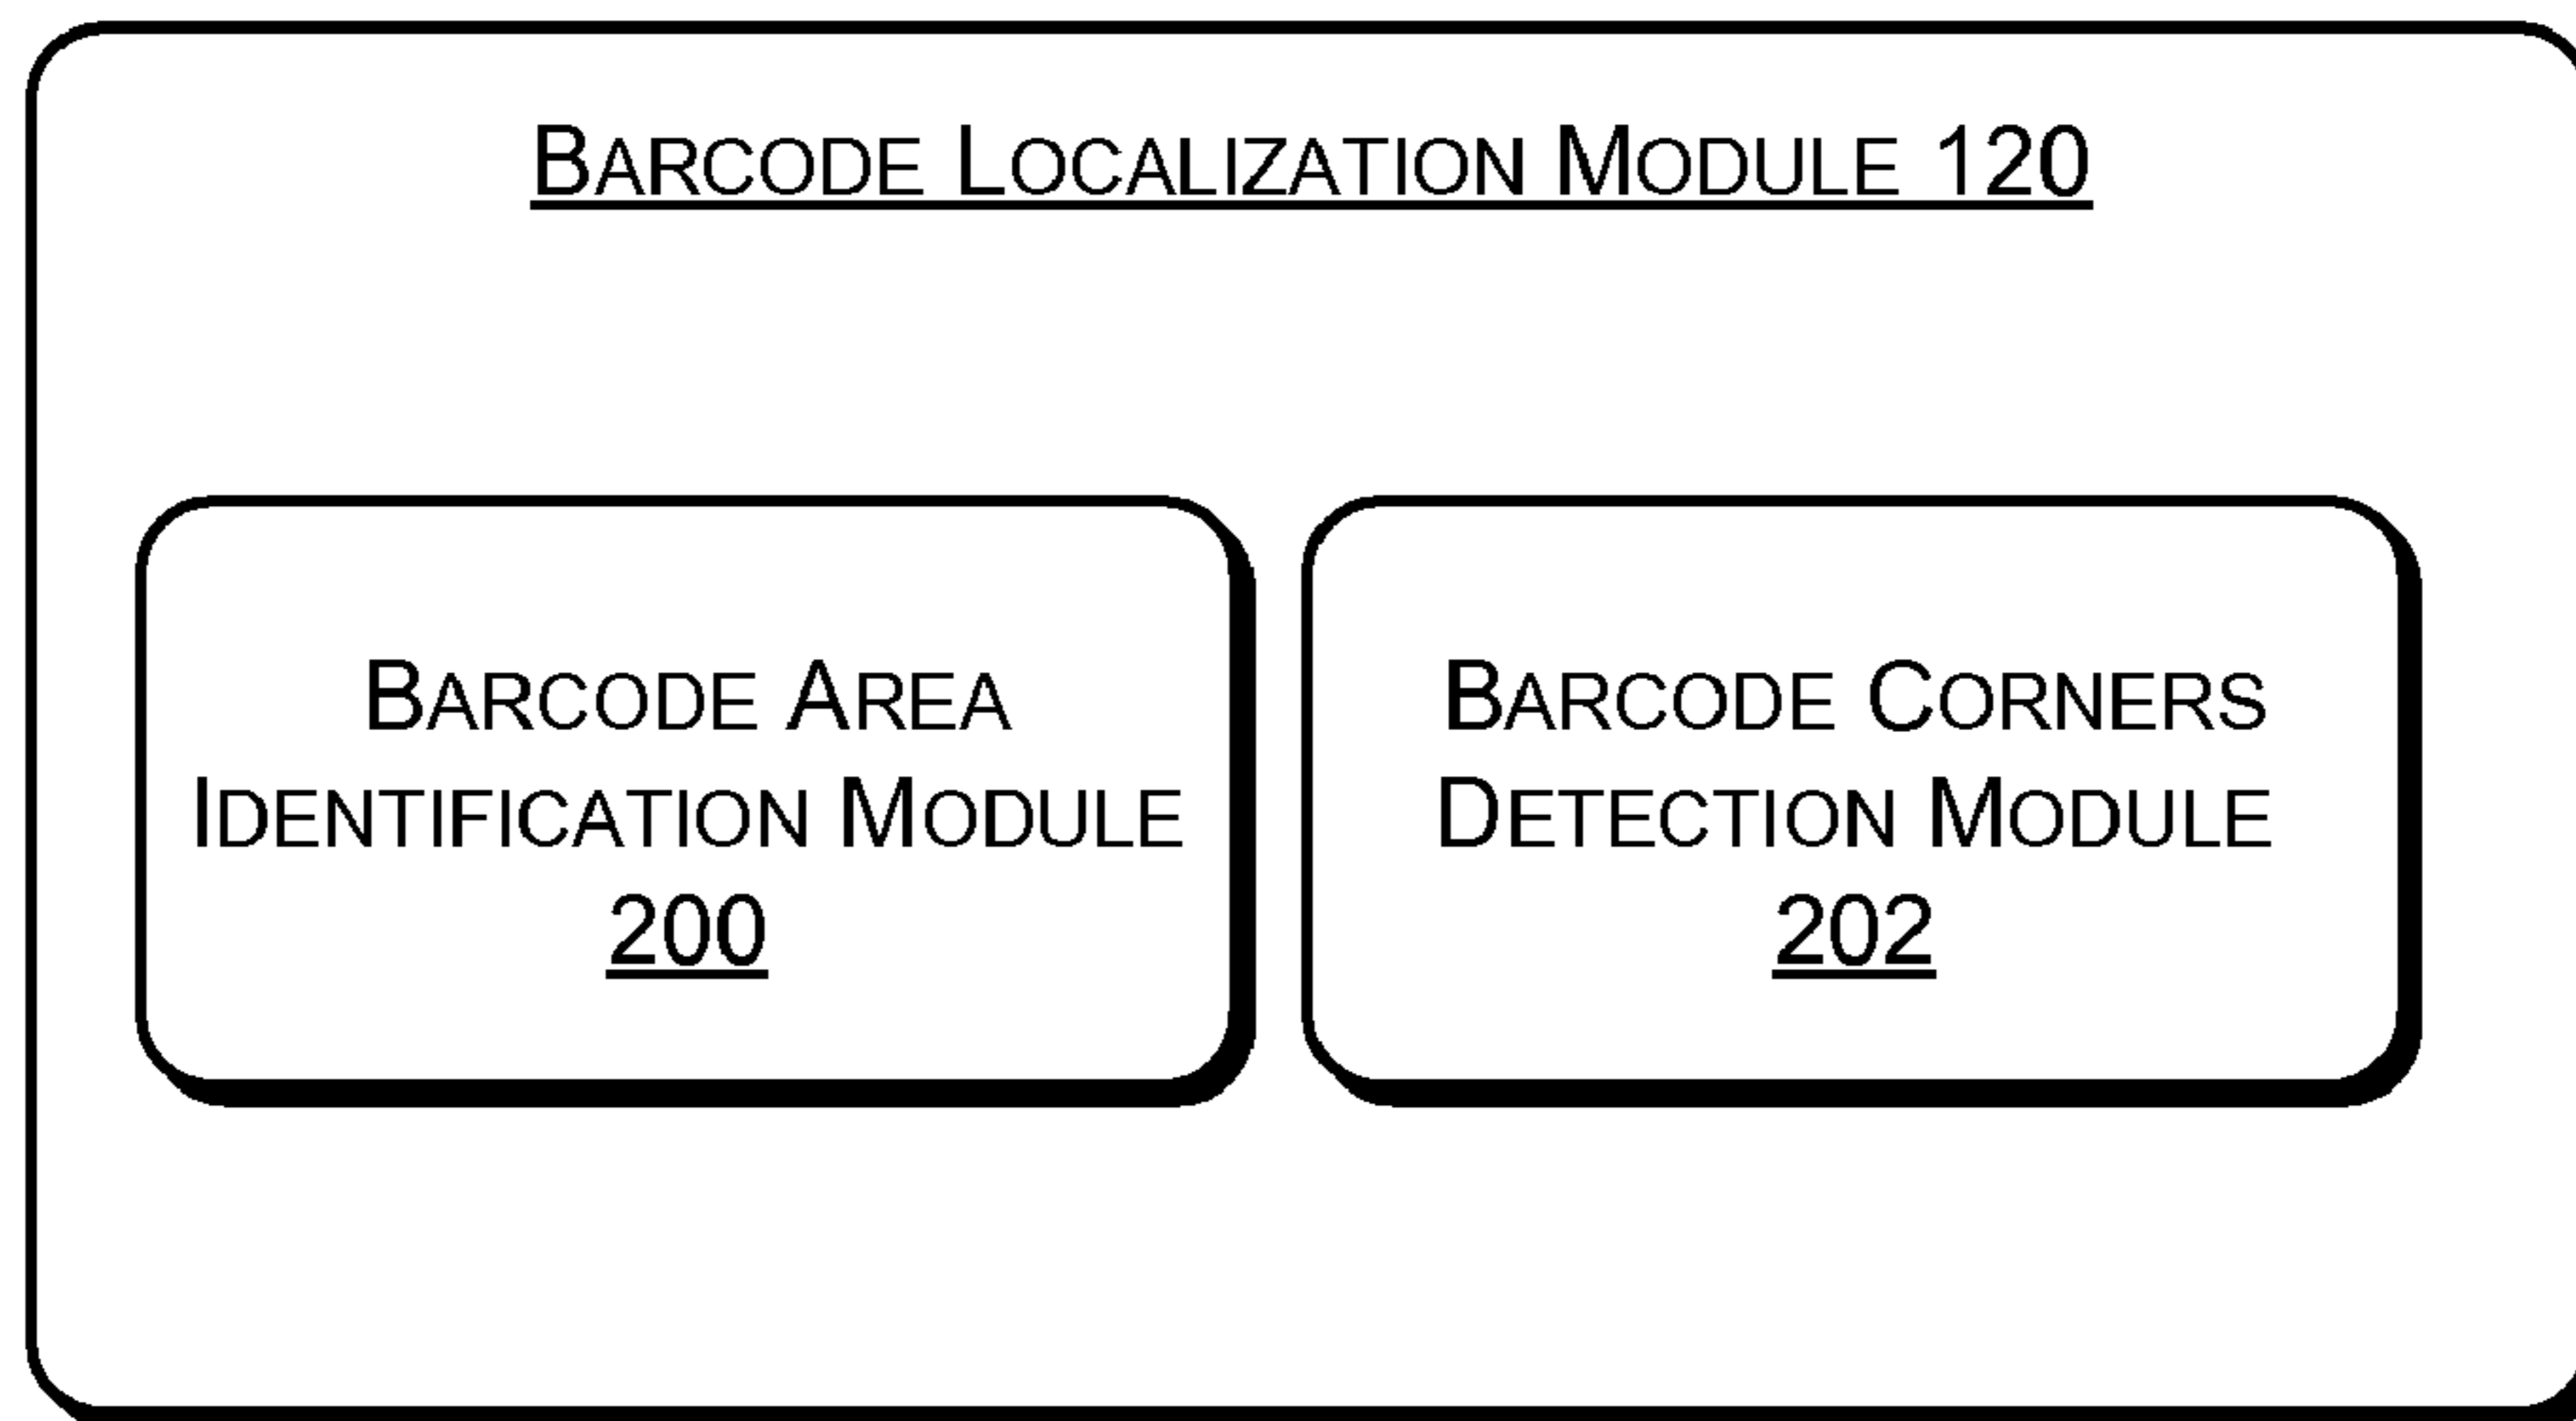 BARCODE LOCALIZATION MODULE 120
BARCODE AREA
IDENTIFICATION MODULE
200
BARCODE CORNERS
DETECTION MODULE
202